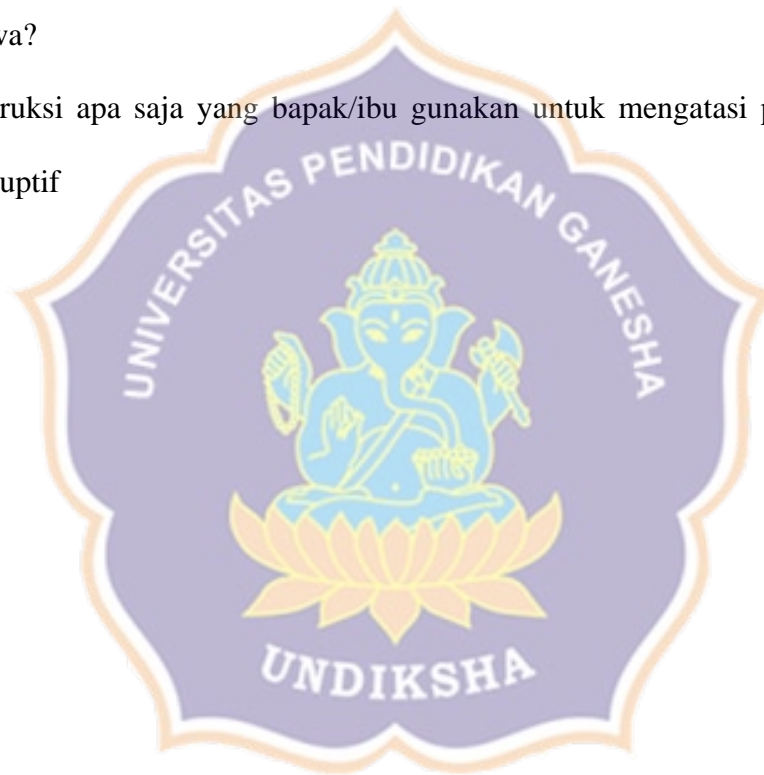 wa?
ruksi apa saja yang bapak/ibu gunakan untuk mengatasi p
uptif
UNIVERSITAS PENDIDIKAN GANESHA
UNDIKSHA